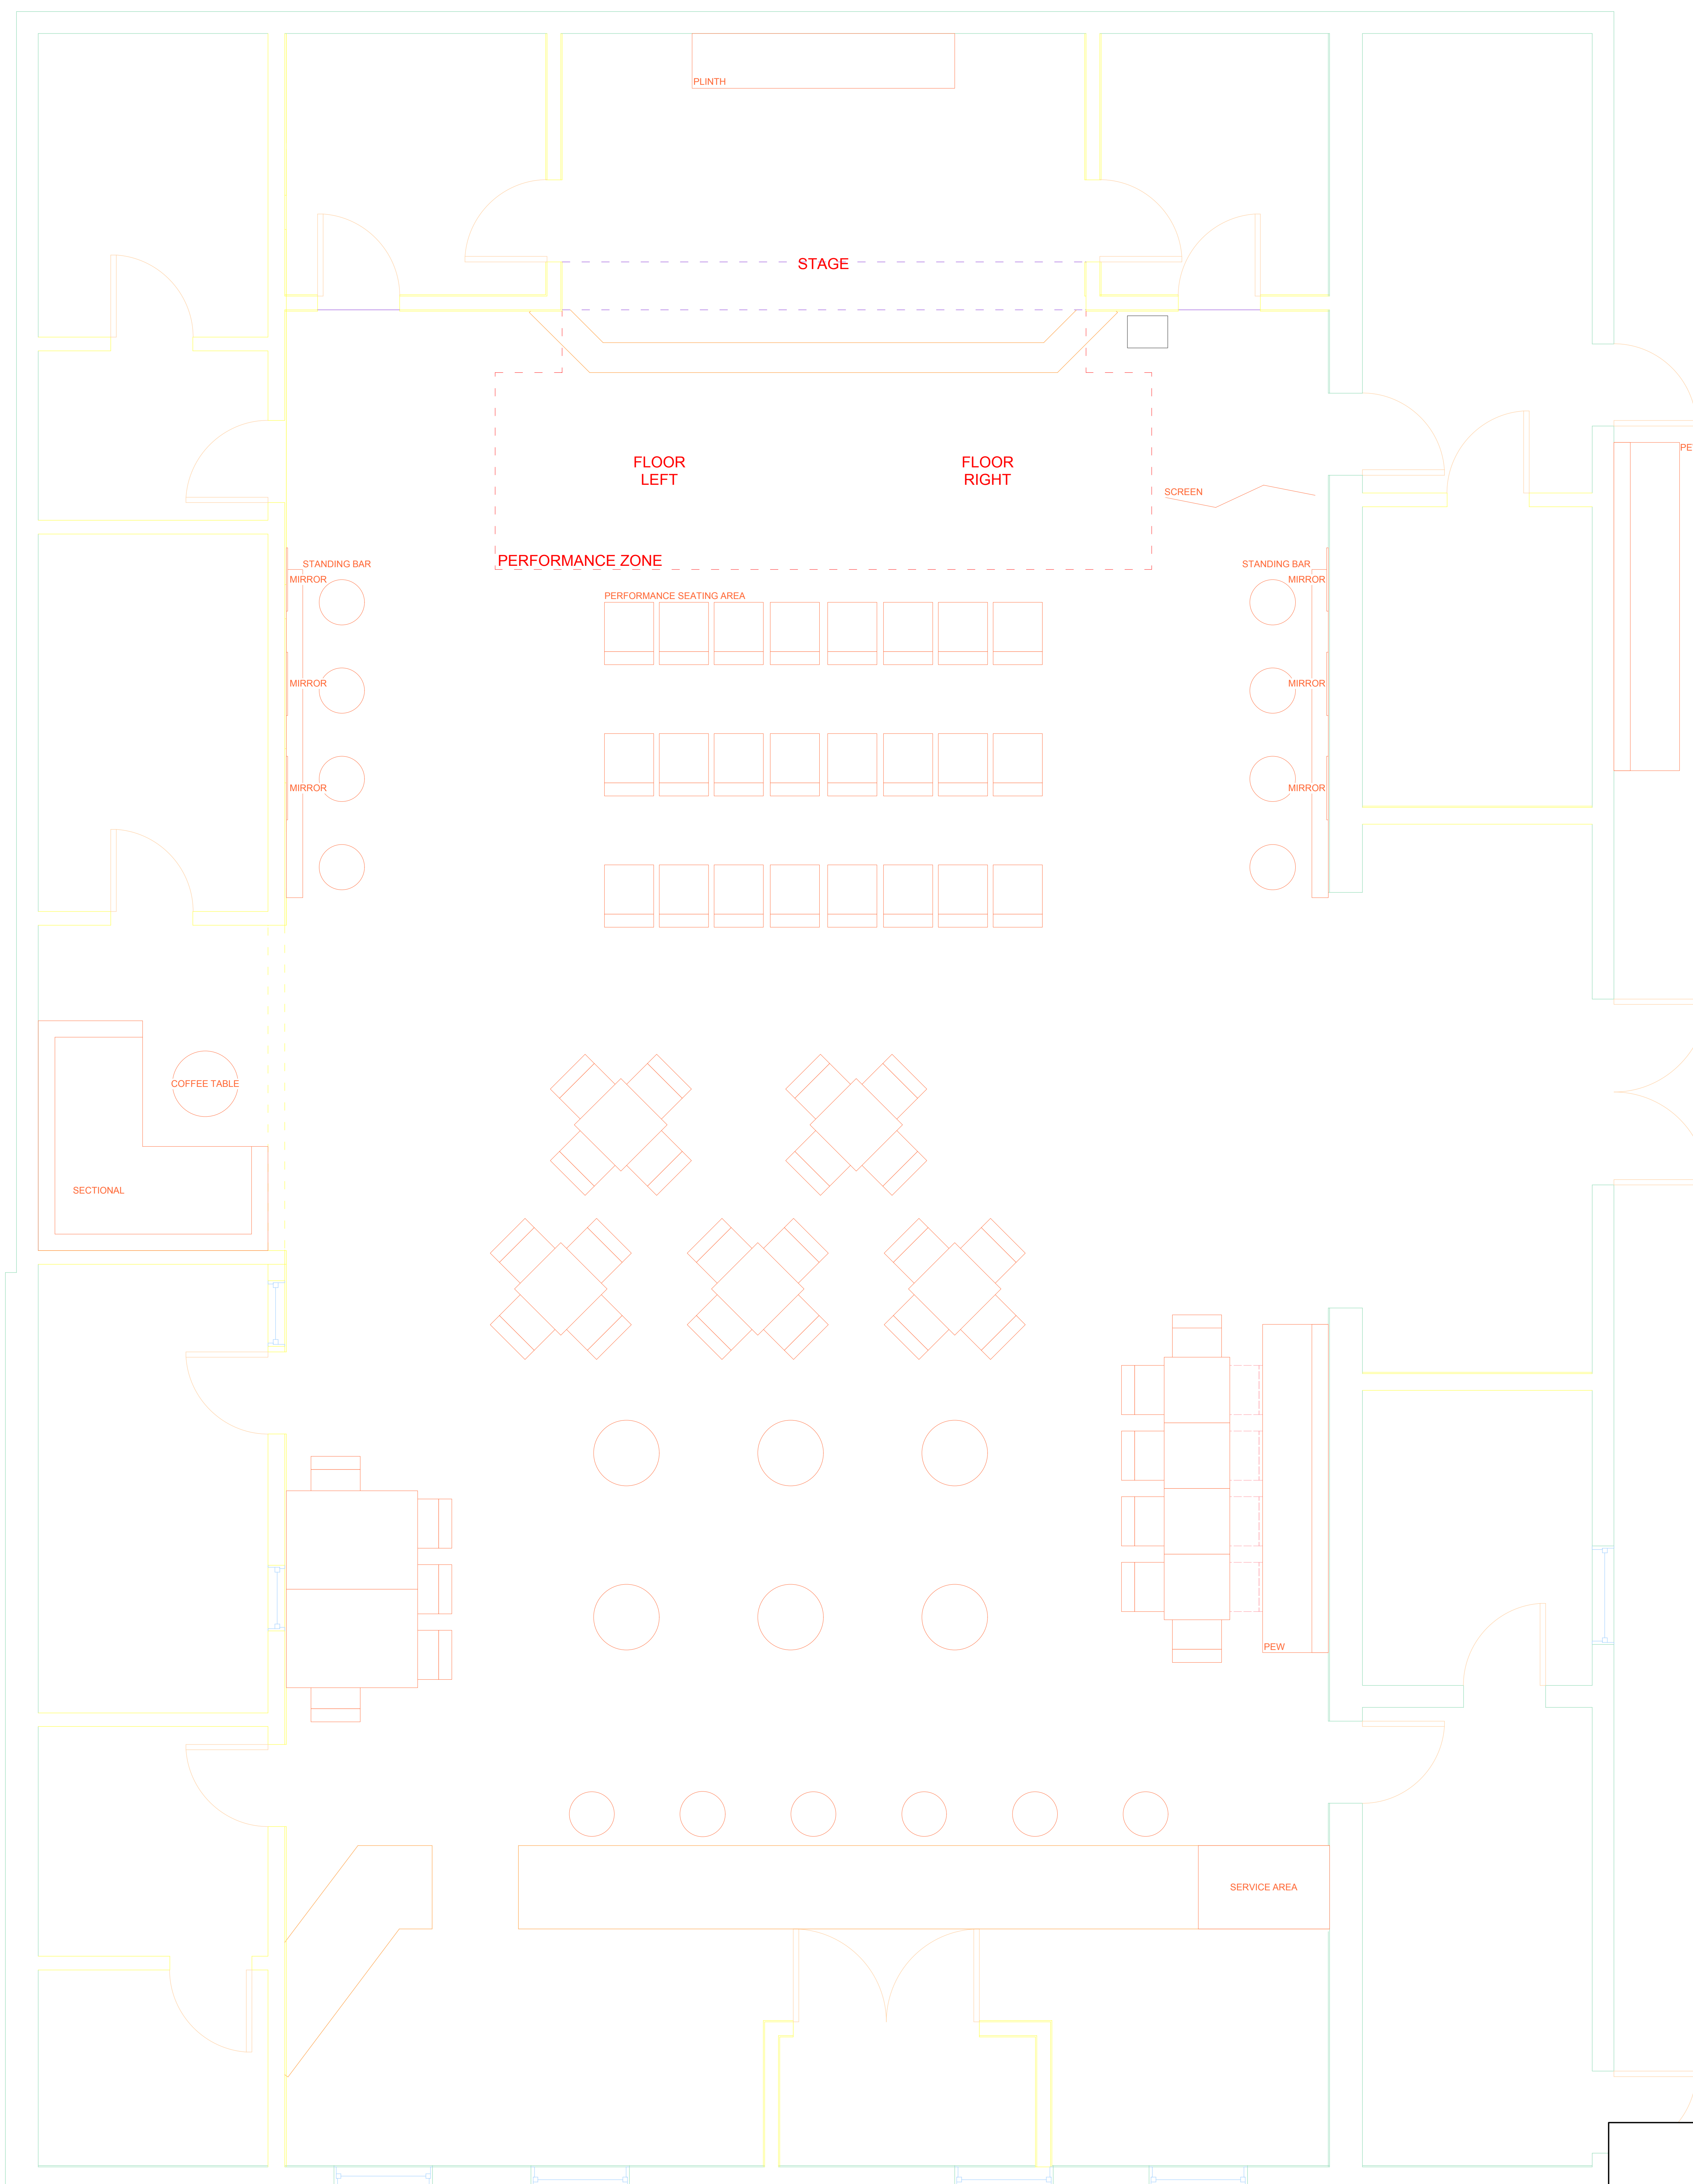 PLINTH
STAGE
FLOOR
LEFT
FLOOR
RIGHT
PE
SCREEN
PERFORMANCE ZONE
STANDING BAR
STANDING BAR
MIRROR
MIRROR
PERFORMANCE SEATING AREA
MIRROR
MIRROR
MIRROR
MIRROR
COFFEE TABLE
SECTIONAL
PEW
SERVICE AREA